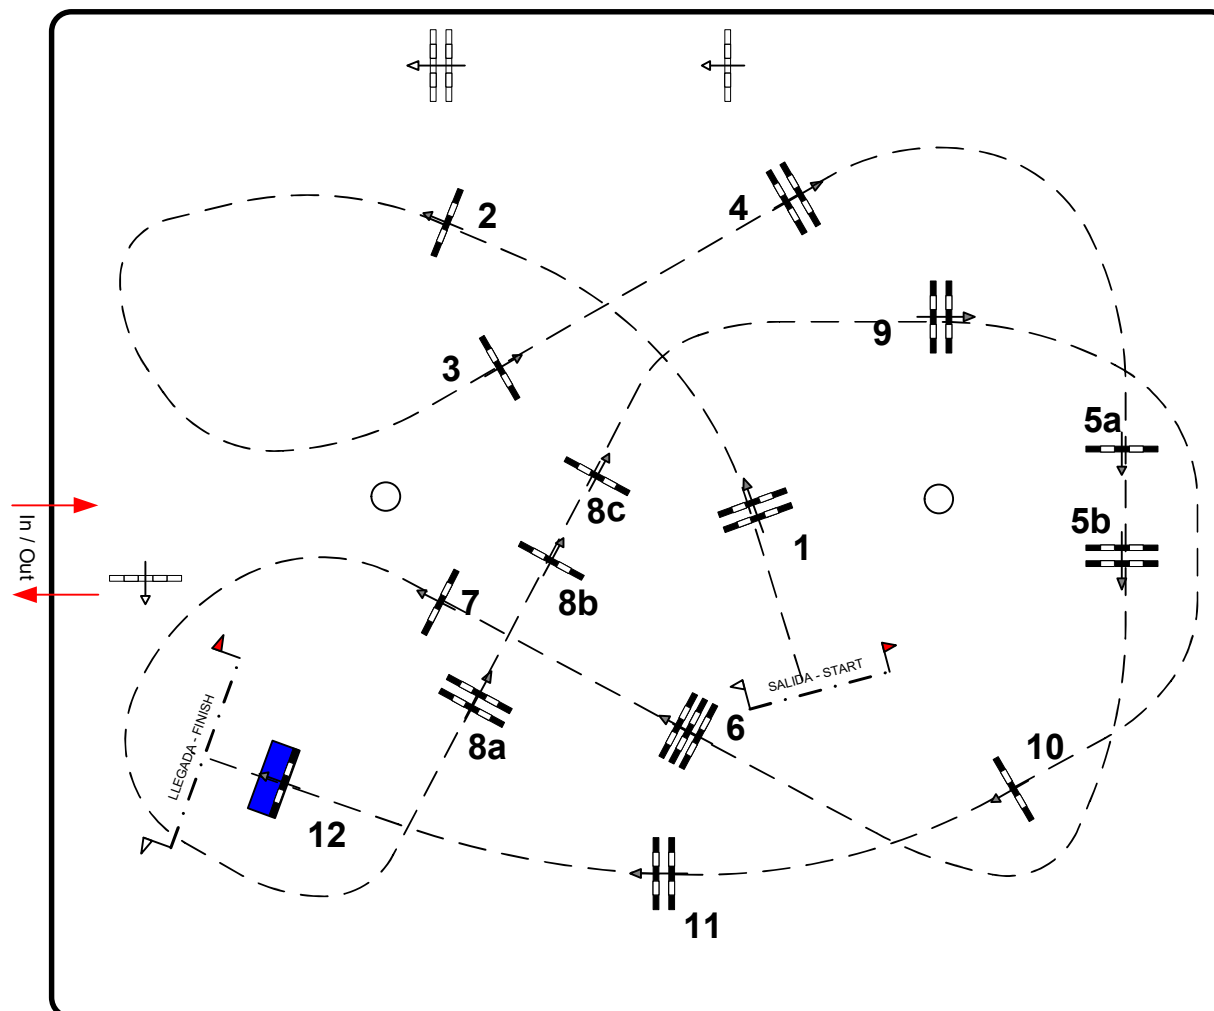 2
4
9
3
5a
8c
5b
1
In / Out
8b
7
SALIDA - START
6
8a
LLEGADA - FINISH
10
12
11